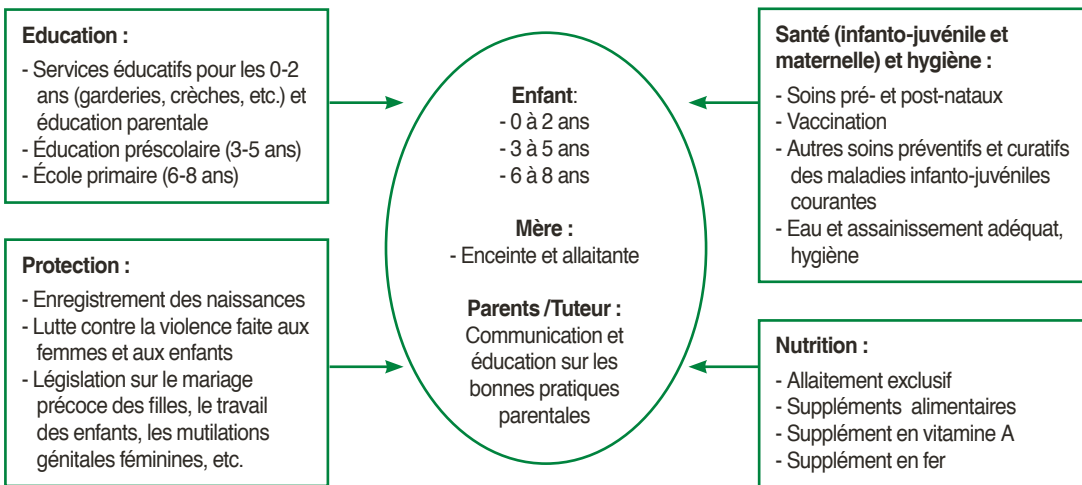 Education :
- Services éducatifs pour les 0-2
ans (garderies, crèches, etc.) et
éducation parentale
- Éducation préscolaire (3-5 ans)
- École primaire (6-8 ans)
Protection :
- Enregistrement des naissances
- Lutte contre la violence faite aux
femmes et aux enfants
- Législation sur le mariage
précoce des filles, le travail
des enfants, les mutilations
génitales féminines, etc.
Enfant:
- 0 à 2 ans
- 3 à 5 ans
- 6 à 8 ans
Mère :
- Enceinte et allaitante
Parents /Tuteur :
Communication et
éducation sur les
bonnes pratiques
parentales
Santé (infanto-juvénile et
maternelle) et hygiène :
- Soins pré- et post-nataux
- Vaccination
- Autres soins préventifs et curatifs
des maladies infanto-juvéniles
courantes
- Eau et assainissement adéquat,
hygiène
Nutrition :
- Allaitement exclusif
- Suppléments alimentaires
- Supplément en vitamine A
- Supplément en fer